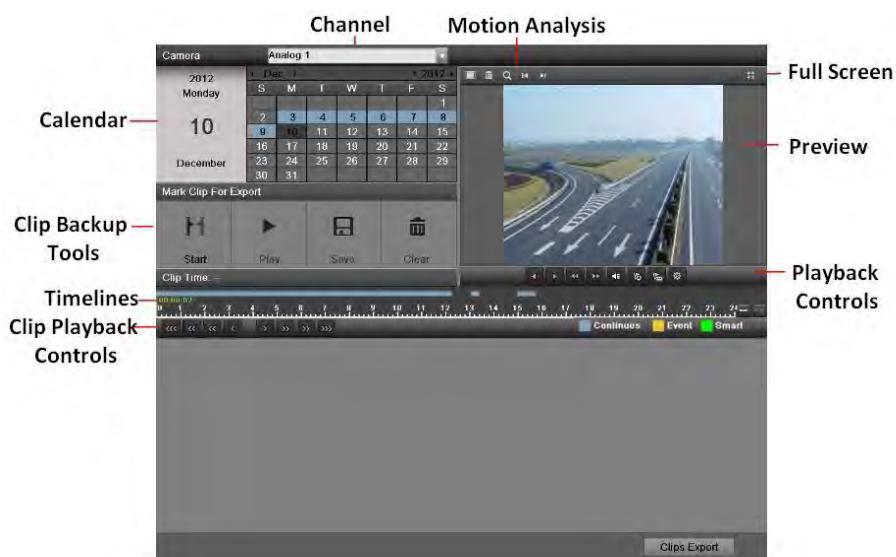 Channel
Motion Analysis
Camera
Analog 1
Full Screen
2012
Monday
10
December
Dec
2012
S M T W T F S
1
2 3 4 5 6 7 8
9 10 11 12 13 14 15
16 17 18 19 20 21 22
23 24 25 26 27 28 29
30 31
Calendar
Preview
Mark Clip For Export
Clip Backup
Tools
Start
Play
Save
Clear
Clip Time: --
Playback
Controls
Timelines
0 1 2 3 4 5 6 7 8 9 10 11 12 13 14 15 16 17 18 19 20 21 22 23 24
Clip Playback
Controls
Continues
Event
Smart
Clips Export